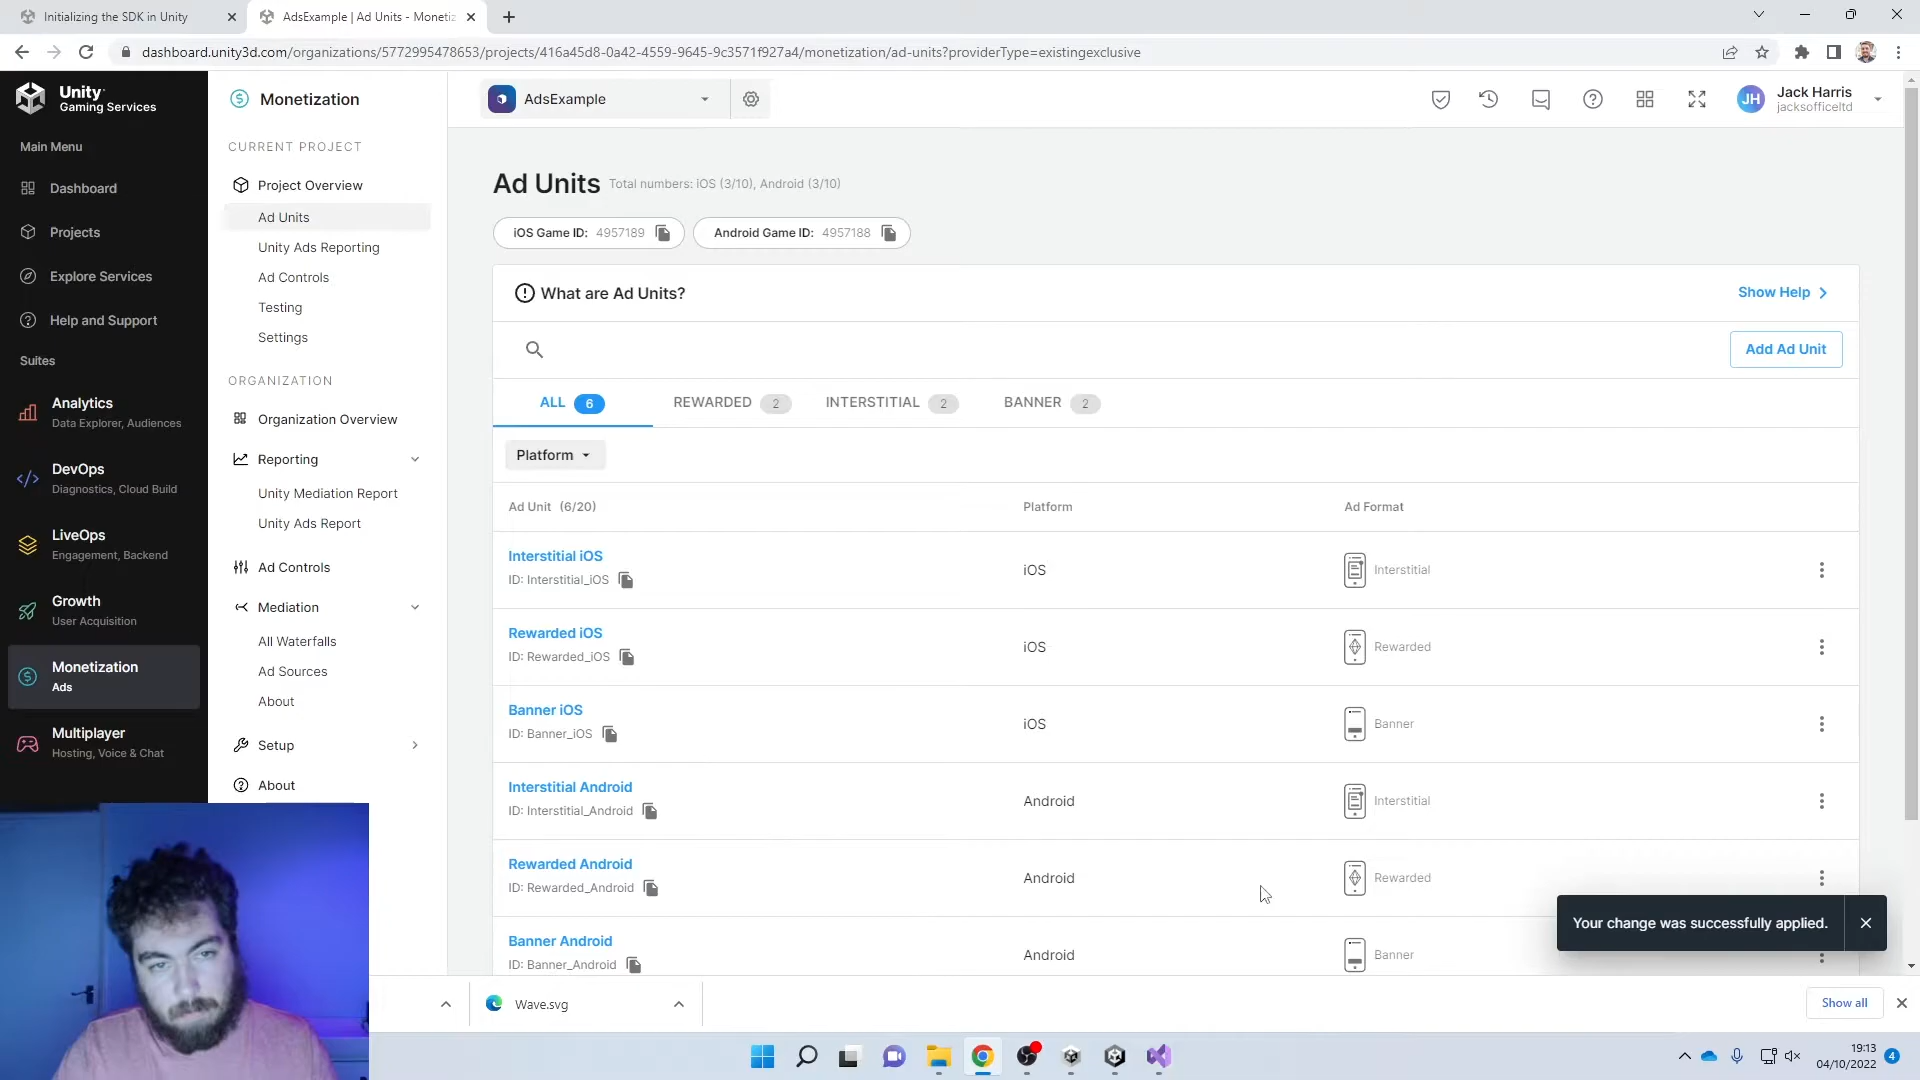 Initializing the SDK in Unity
AdsExample | Ad Units - Monetiz
dashboard.unity3d.com/organizations/5772995478653/projects/416a45d8-0a42-4559-9645-9c3571f927a4/monetization/ad-units?providerType=existingexclusive
Unity
Gaming Services
Main Menu
Dashboard
Projects
Explore Services
Help and Support
Suites
Analytics
Data Explorer, Audiences
DevOps
Diagnostics, Cloud Build
LiveOps
Engagement, Backend
Growth
User Acquisition
Monetization
Ads
Multiplayer
Hosting, Voice & Chat
Monetization
CURRENT PROJECT
Project Overview
Ad Units
Unity Ads Reporting
Ad Controls
Testing
Settings
ORGANIZATION
Organization Overview
Reporting
Unity Mediation Report
Unity Ads Report
Ad Controls
Mediation
All Waterfalls
Ad Sources
About
Setup
About
AdsExample
JH
Jack Harris
jacksofficeltd
Ad Units Total numbers: iOS (3/10), Android (3/10)
iOS Game ID: 4957189
Android Game ID: 4957188
What are Ad Units?
Show Help
Add Ad Unit
ALL 6
REWARDED 2
INTERSTITIAL 2
BANNER 2
Platform
Ad Unit (6/20) Platform Ad Format
Interstitial iOS
ID: Interstitial_iOS
iOS
Interstitial
Rewarded iOS
ID: Rewarded_iOS
iOS
Rewarded
Banner iOS
ID: Banner_iOS
iOS
Banner
Interstitial Android
ID: Interstitial_Android
Android
Interstitial
Rewarded Android
ID: Rewarded_Android
Android
Rewarded
Banner Android
ID: Banner_Android
Android
Banner
Your change was successfully applied.
Wave.svg
Show all
19:13
04/10/2022
4